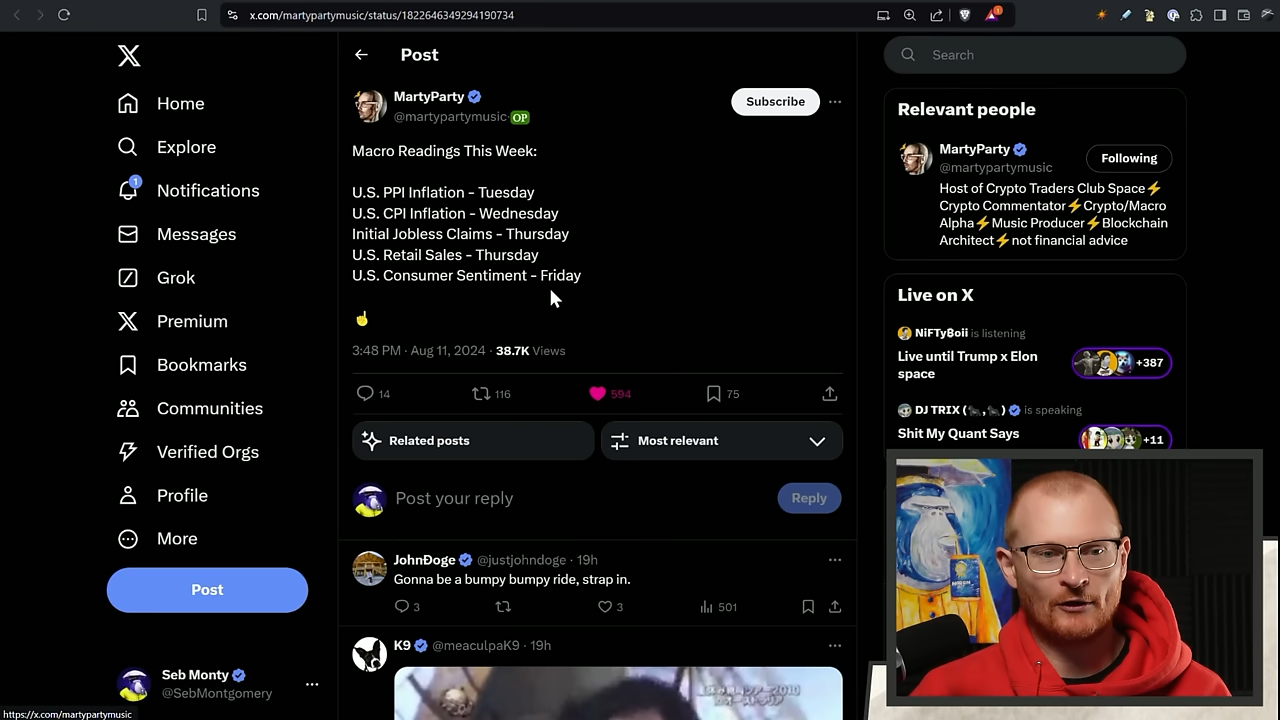 x.com/martypartymusic/status/1822646349294190734
Home
Explore
1
Notifications
Messages
Grok
Premium
Bookmarks
Communities
Verified Orgs
Profile
More
Post
Seb Monty
@SebMontgomery
https://x.com/martypartymusic
Post
MartyParty
@martypartymusic OP
Subscribe
Macro Readings This Week:
U.S. PPI Inflation - Tuesday
U.S. CPI Inflation - Wednesday
Initial Jobless Claims - Thursday
U.S. Retail Sales - Thursday
U.S. Consumer Sentiment - Friday
☝️
3:48 PM · Aug 11, 2024 · 38.7K Views
14 116 594 75
Related posts
Most relevant
Post your reply
Reply
JohnÐoge @justjohndoge · 19h
Gonna be a bumpy bumpy ride, strap in.
3 3 501
K9 @meaculpaK9 · 19h
Search
Relevant people
MartyParty
@martypartymusic
Following
Host of Crypto Traders Club Space⚡
Crypto Commentator⚡Crypto/Macro
Alpha⚡Music Producer⚡Blockchain
Architect⚡not financial advice
Live on X
NiFTyBoii is listening
Live until Trump x Elon
space
+387
DJ TRIX (🐈‍⬛,🐈‍⬛) is speaking
Shit My Quant Says
+11